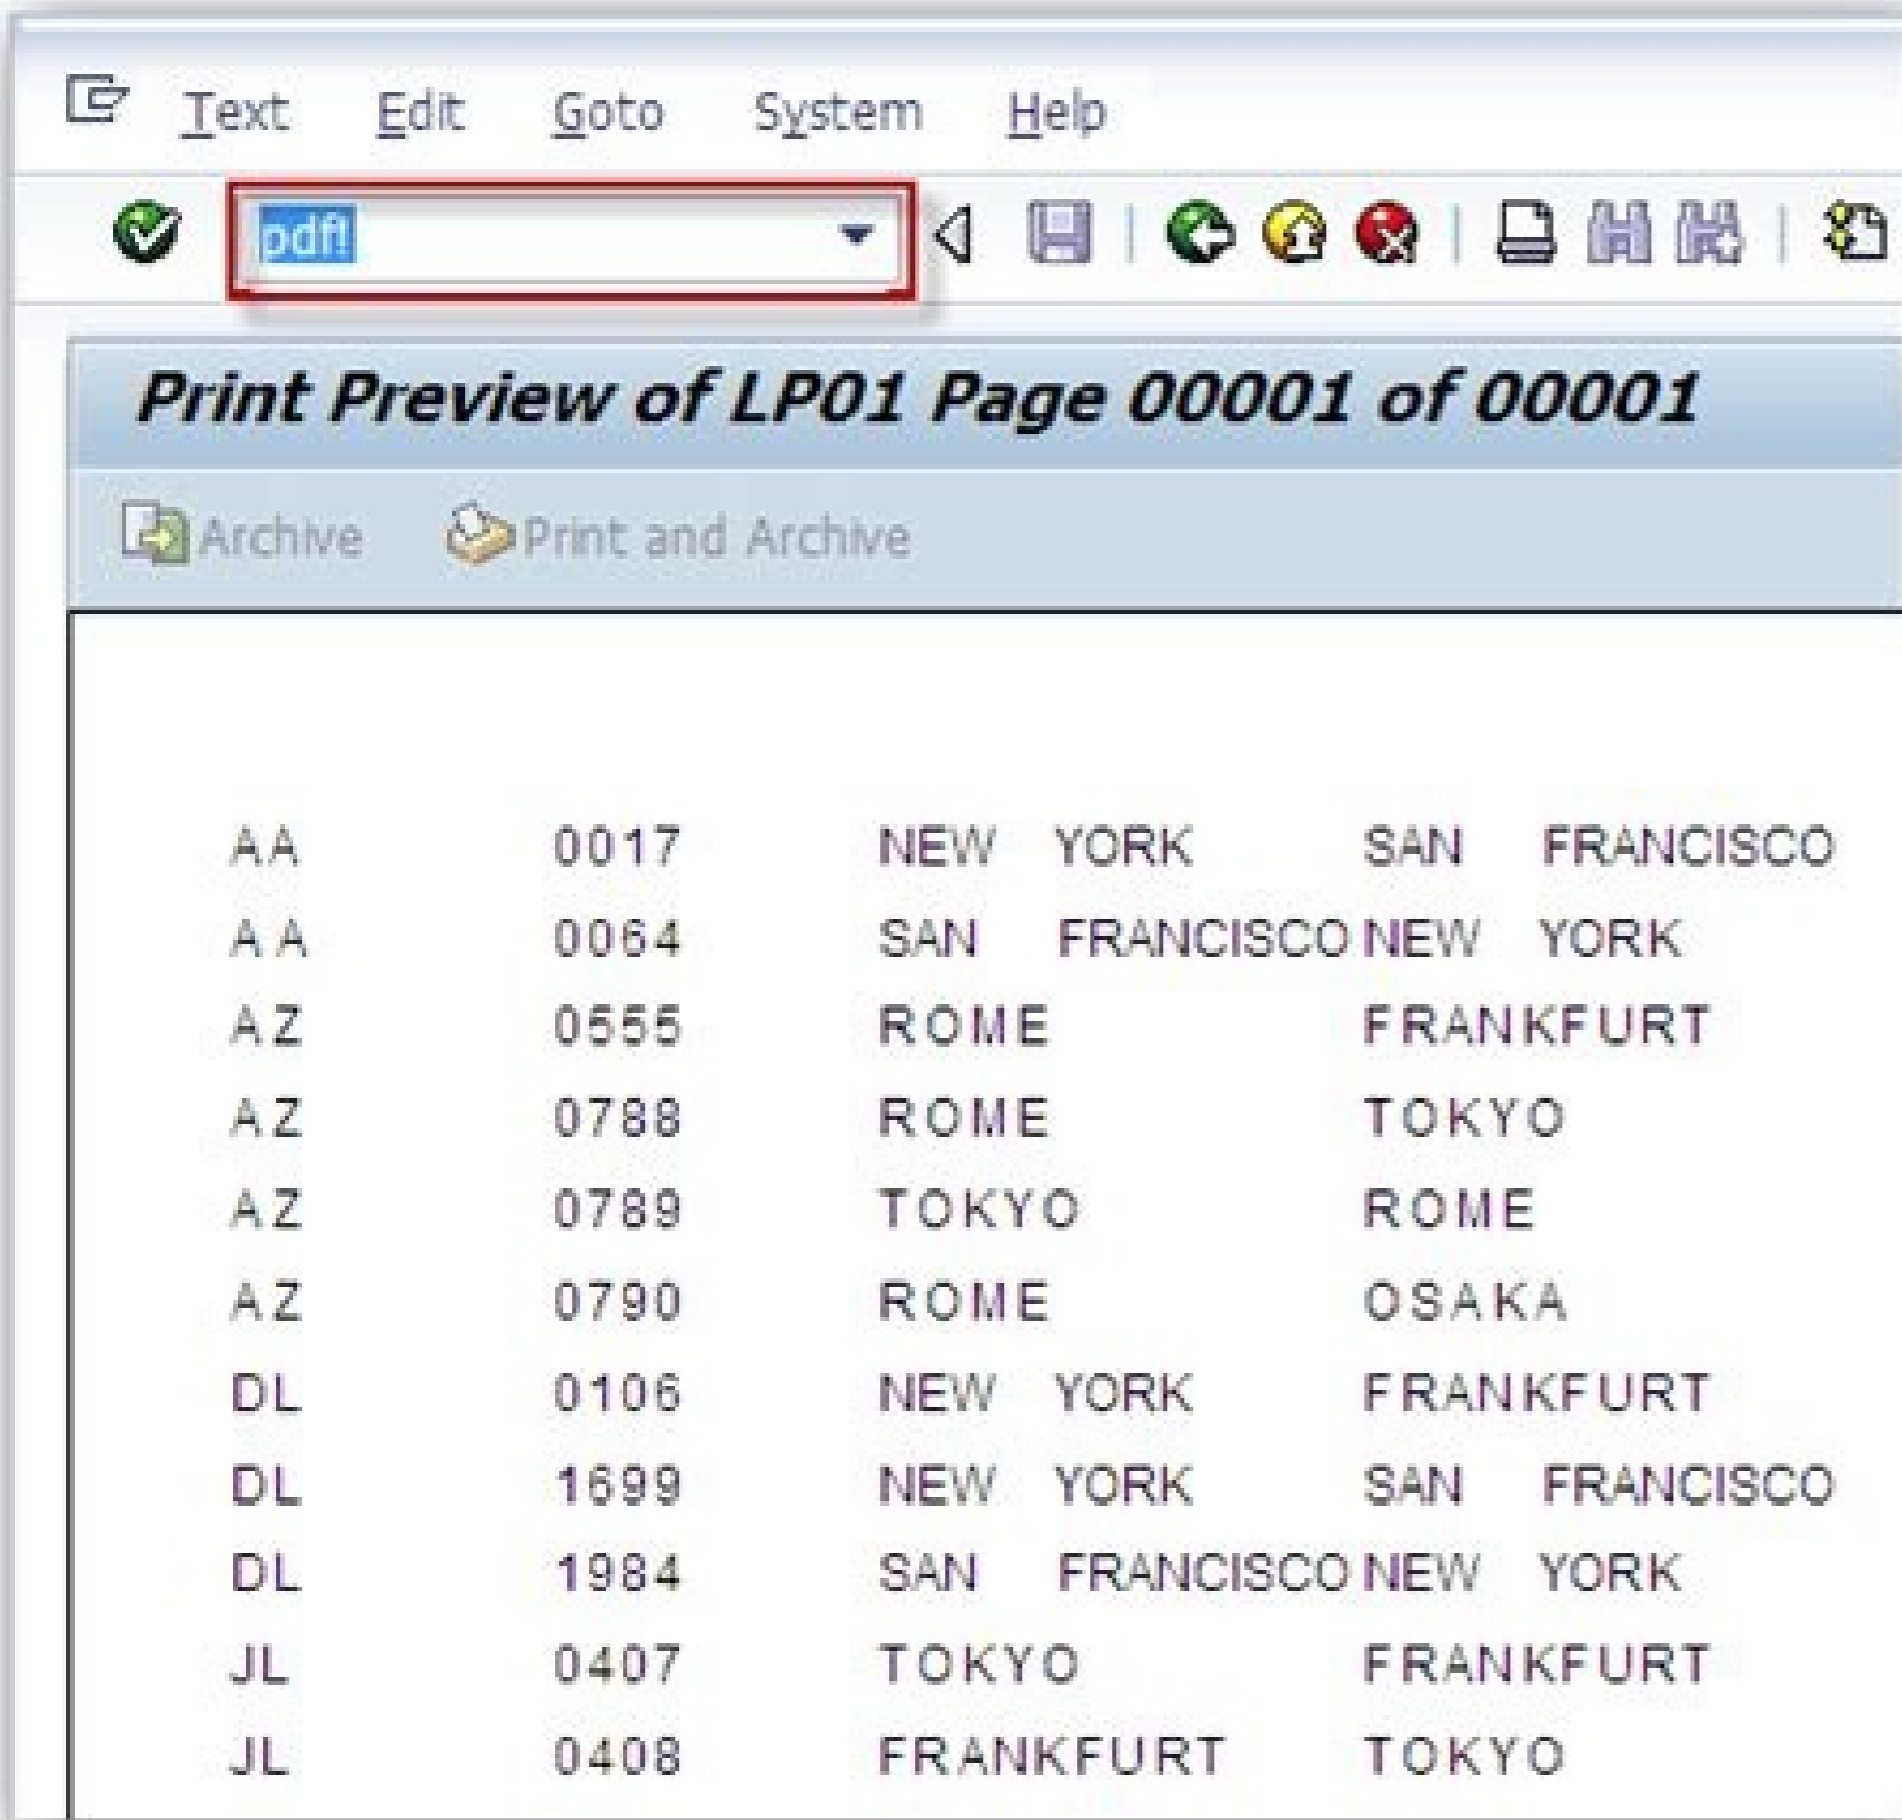 Text Edit Goto System Help
pdf!
Print Preview of LP01 Page 00001 of 00001
Archive Print and Archive
AA 0017 NEW YORK SAN FRANCISCO
AA 0064 SAN FRANCISCO NEW YORK
AZ 0555 ROME FRANKFURT
AZ 0788 ROME TOKYO
AZ 0789 TOKYO ROME
AZ 0790 ROME OSAKA
DL 0106 NEW YORK FRANKFURT
DL 1699 NEW YORK SAN FRANCISCO
DL 1984 SAN FRANCISCO NEW YORK
JL 0407 TOKYO FRANKFURT
JL 0408 FRANKFURT TOKYO